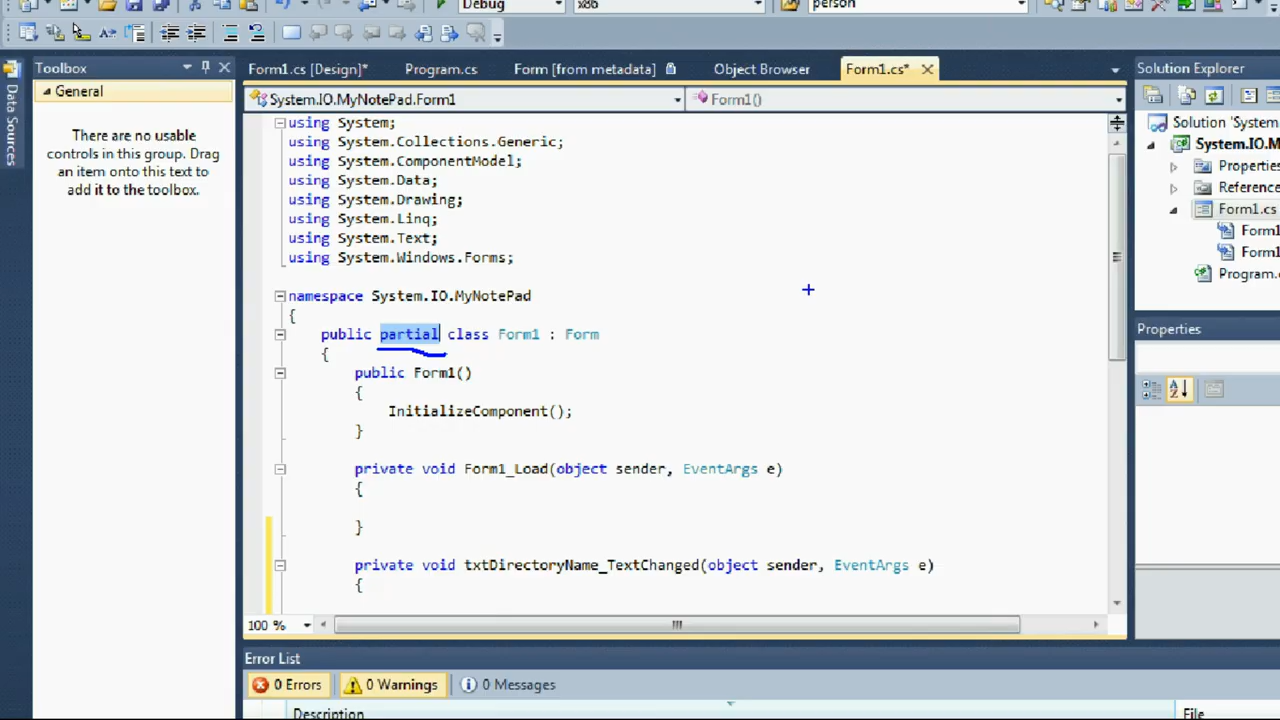 Debug
x86
person
Toolbox
General
There are no usable
controls in this group. Drag
an item onto this text to
add it to the toolbox.
Data Sources
Form1.cs [Design]*
Program.cs
Form [from metadata]
Object Browser
Form1.cs*
System.IO.MyNotePad.Form1
Form1()
using System;
using System.Collections.Generic;
using System.ComponentModel;
using System.Data;
using System.Drawing;
using System.Linq;
using System.Text;
using System.Windows.Forms;
namespace System.IO.MyNotePad
{
public partial class Form1 : Form
{
public Form1()
{
InitializeComponent();
}
private void Form1_Load(object sender, EventArgs e)
{
}
private void txtDirectoryName_TextChanged(object sender, EventArgs e)
{
100 %
Solution Explorer
Solution 'System
System.IO.M
Properties
Reference
Form1.cs
Form1
Form1
Program.
Properties
Error List
0 Errors
0 Warnings
0 Messages
Description
File